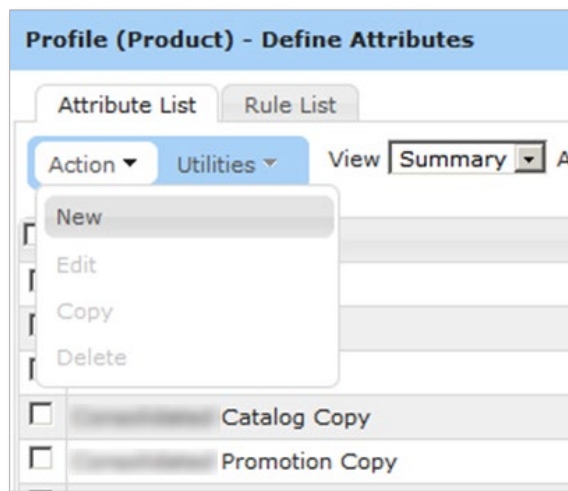 Profile (Product) - Define Attributes
Attribute List Rule List
Action Utilities View Summary A
New
Edit
Copy
Delete
Catalog Copy
Promotion Copy